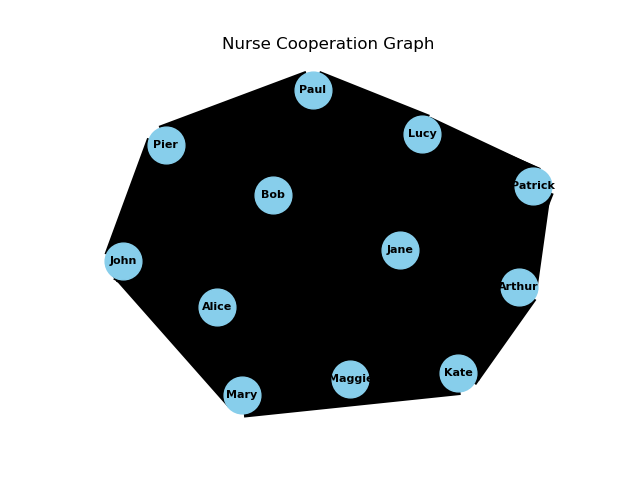 Nurse Cooperation Graph
Paul
Lucy
Pier
Patrick
Bob
Jane
John
Arthur
Alice
Kate
Maggie
Mary